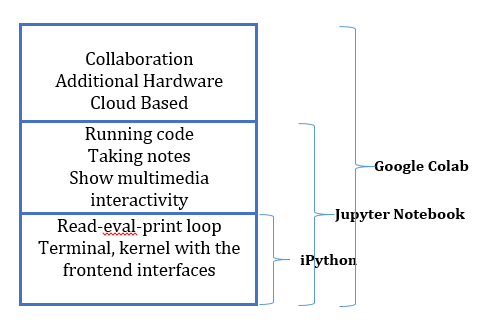 Collaboration
Additional Hardware
Cloud Based
Running code
Taking notes
Show multimedia
interactivity
Read-eval-print loop
Terminal, kernel with the
frontend interfaces
Google Colab
Jupyter Notebook
iPython